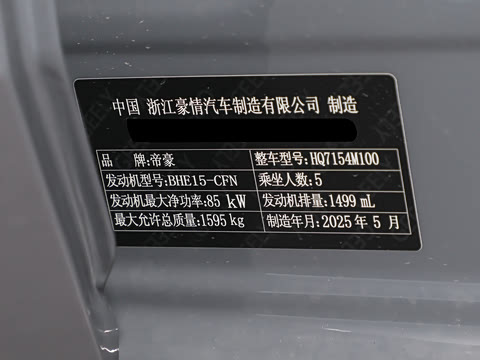 中国 浙江豪情汽车制造有限公司 制造
品 牌:帝豪 整车型号:HQ7154M100
发动机型号:BHE15-CFN 乘坐人数:5
发动机最大净功率:85 kW 发动机排量:1499 mL
最大允许总质量:1595 kg 制造年月:2025 年 5 月